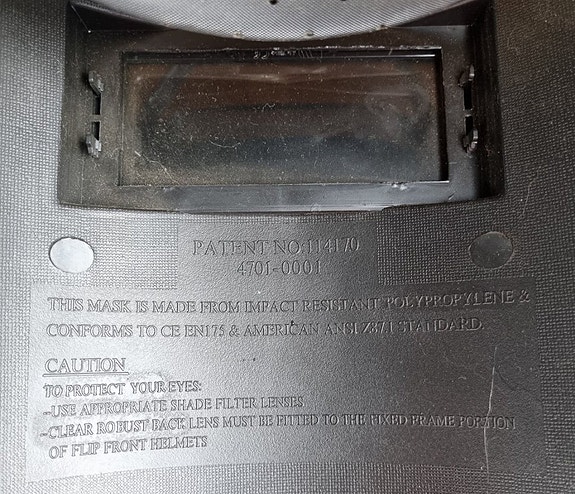 PATENT NO:114170
4701-0001
THIS MASK IS MADE FROM IMPACT RESISTANT POLYPROPYLENE &
CONFORMS TO CE EN175 & AMERICAN ANSI Z87.1 STANDARD.
CAUTION
TO PROTECT YOUR EYES:
-USE APPROPRIATE SHADE FILTER LENSES
-CLEAR ROBUST BACK LENS MUST BE FITTED TO THE FIXED FRAME PORTION
OF FLIP FRONT HELMETS